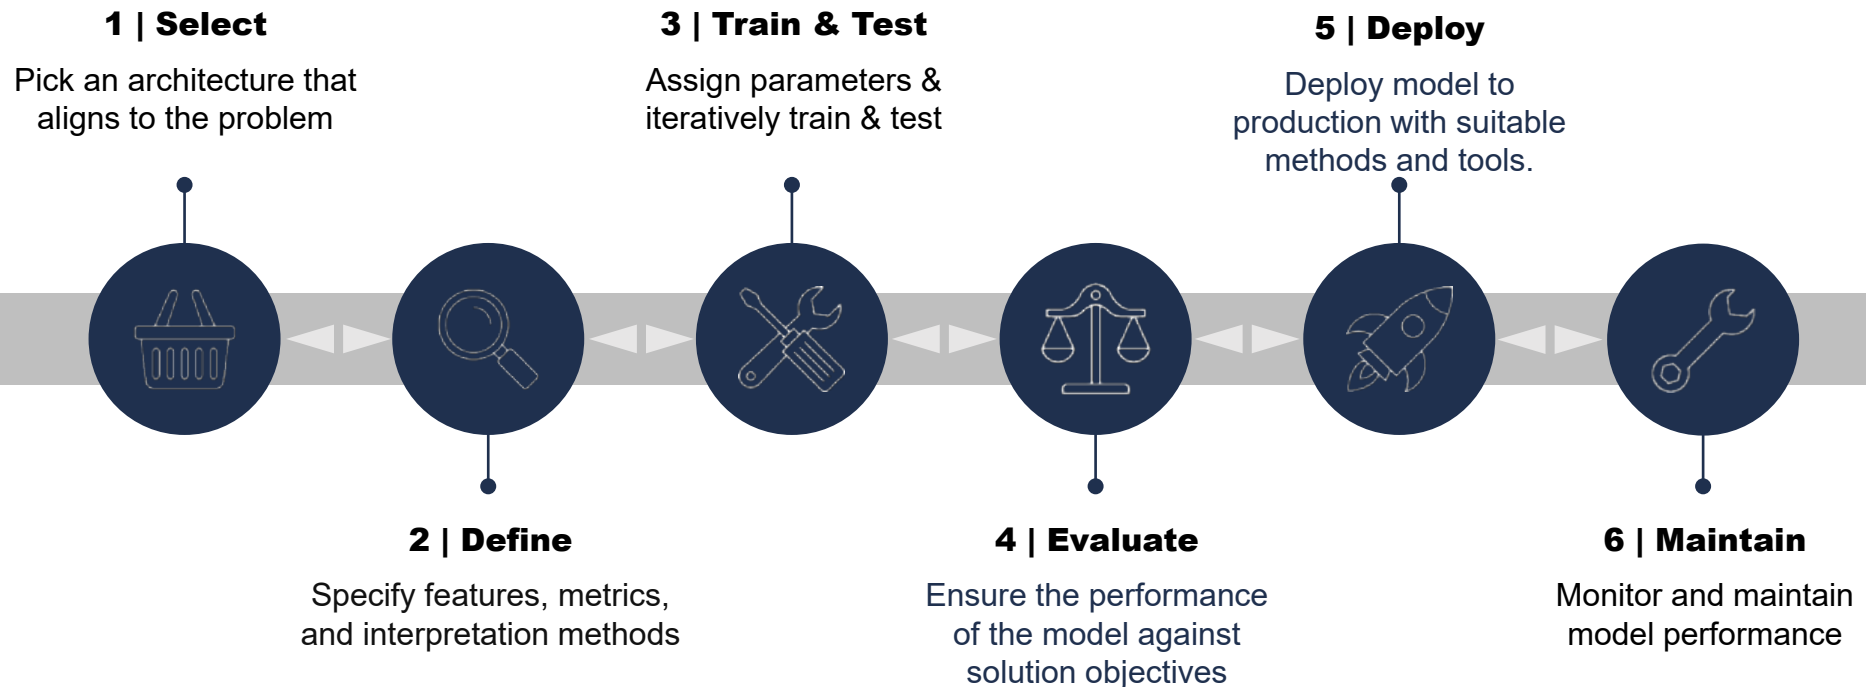 1 | Select
Pick an architecture that
aligns to the problem
2 | Define
Specify features, metrics,
and interpretation methods
3 | Train & Test
Assign parameters &
iteratively train & test
4 | Evaluate
Ensure the performance
of the model against
solution objectives
5 | Deploy
Deploy model to
production with suitable
methods and tools.
6 | Maintain
Monitor and maintain
model performance